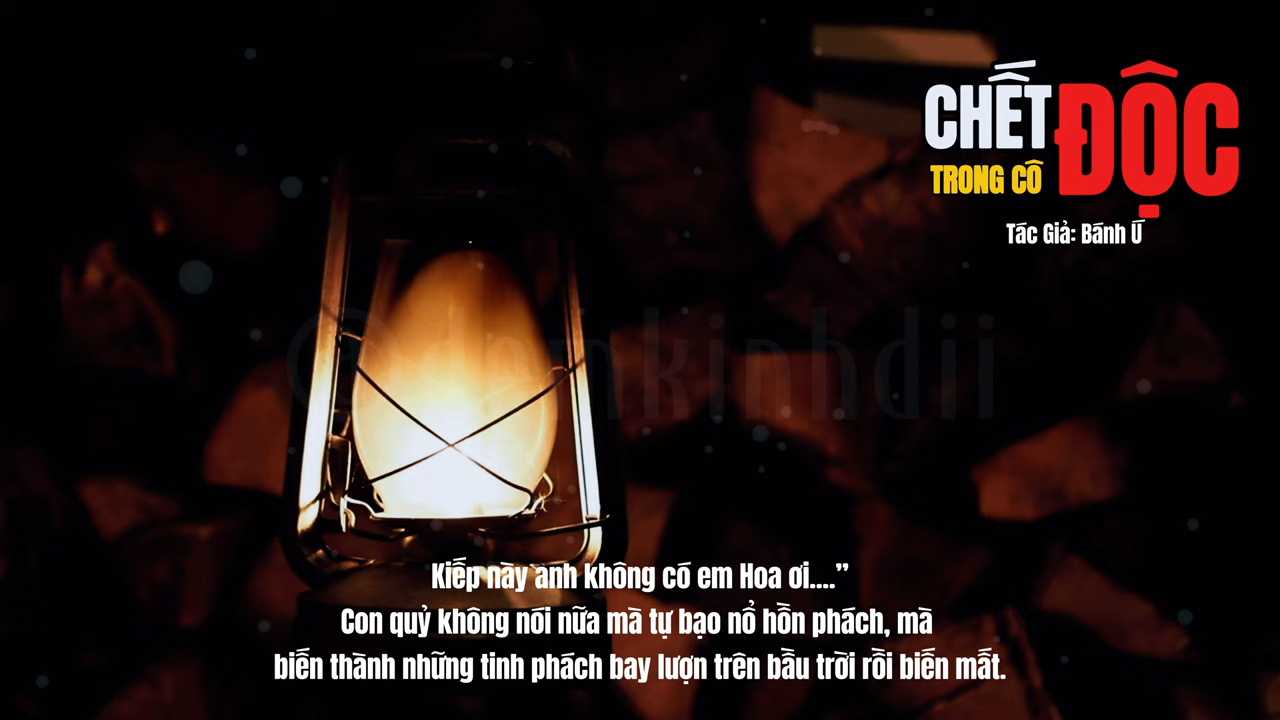 CHẾT ĐỘC
TRONG CÔ
Tác Giả: Bánh Ú
@dnmkinhdii
Kiếp này anh không có em Hoa ơi....”
Con quỷ không nói nữa mà tự bạo nổ hồn phách, mà
biến thành những tinh phách bay lượn trên bầu trời rồi biến mất.